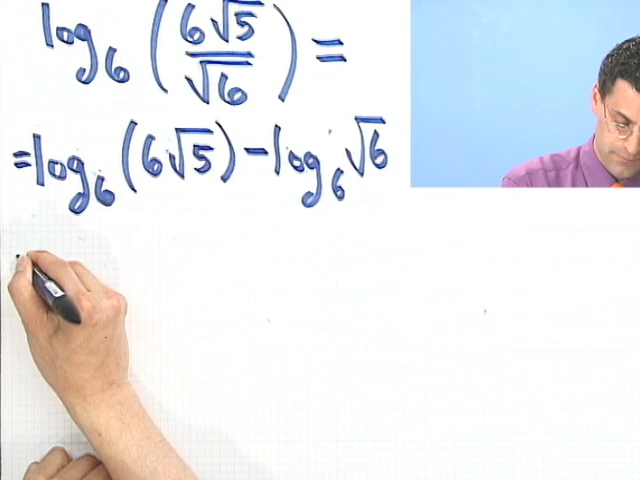 log₆ (6√5/√6) =
= log₆ (6√5) - log₆ √6